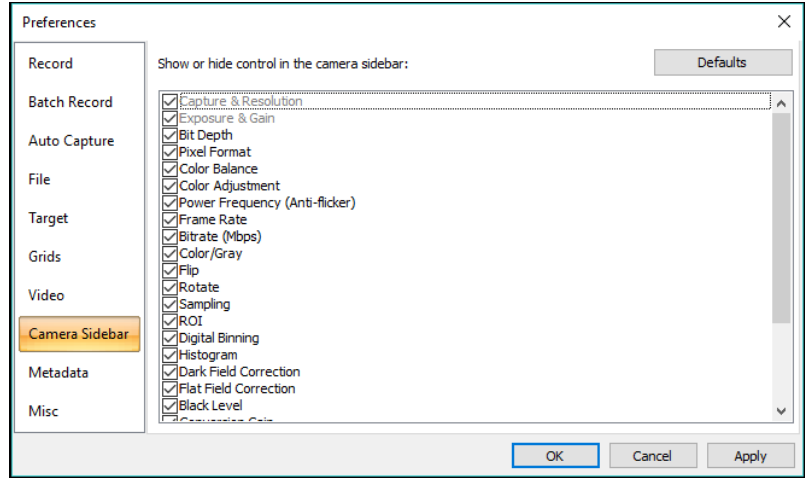 Preferences
Record
Batch Record
Auto Capture
File
Target
Grids
Video
Camera Sidebar
Metadata
Misc
Show or hide control in the camera sidebar:
Defaults
Capture & Resolution
Exposure & Gain
Bit Depth
Pixel Format
Color Balance
Color Adjustment
Power Frequency (Anti-flicker)
Frame Rate
Bitrate (Mbps)
Color/Gray
Flip
Rotate
Sampling
ROI
Digital Binning
Histogram
Dark Field Correction
Flat Field Correction
Black Level
Conversion Gain
OK
Cancel
Apply